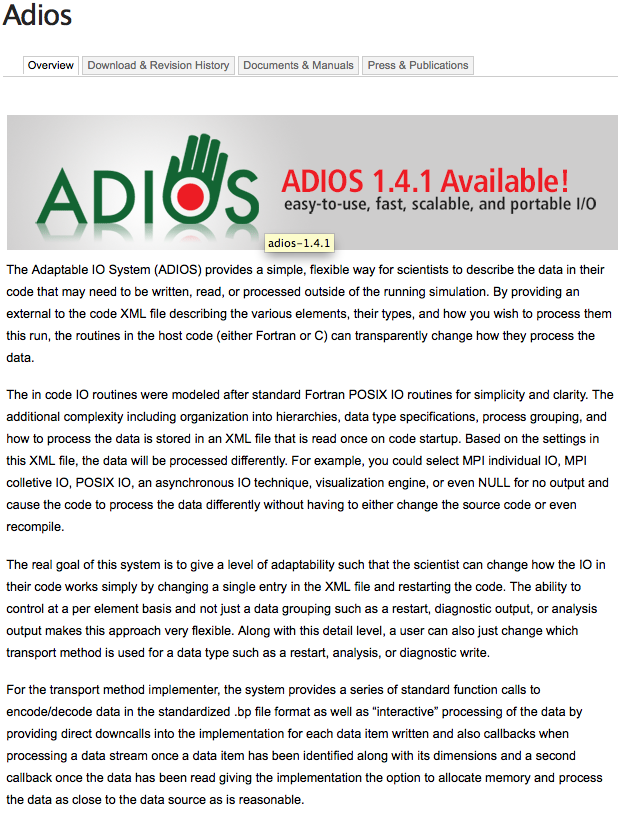 Adios
Overview
Download & Revision History
Documents & Manuals
Press & Publications
ADIOS
ADIOS 1.4.1 Available!
easy-to-use, fast, scalable, and portable I/O
adios-1.4.1
The Adaptable IO System (ADIOS) provides a simple, flexible way for scientists to describe the data in their
code that may need to be written, read, or processed outside of the running simulation. By providing an
external to the code XML file describing the various elements, their types, and how you wish to process them
this run, the routines in the host code (either Fortran or C) can transparently change how they process the
data.
The in code IO routines were modeled after standard Fortran POSIX IO routines for simplicity and clarity. The
additional complexity including organization into hierarchies, data type specifications, process grouping, and
how to process the data is stored in an XML file that is read once on code startup. Based on the settings in
this XML file, the data will be processed differently. For example, you could select MPI individual IO, MPI
colletive IO, POSIX IO, an asynchronous IO technique, visualization engine, or even NULL for no output and
cause the code to process the data differently without having to either change the source code or even
recompile.
The real goal of this system is to give a level of adaptability such that the scientist can change how the IO in
their code works simply by changing a single entry in the XML file and restarting the code. The ability to
control at a per element basis and not just a data grouping such as a restart, diagnostic output, or analysis
output makes this approach very flexible. Along with this detail level, a user can also just change which
transport method is used for a data type such as a restart, analysis, or diagnostic write.
For the transport method implementer, the system provides a series of standard function calls to
encode/decode data in the standardized .bp file format as well as “interactive” processing of the data by
providing direct downcalls into the implementation for each data item written and also callbacks when
processing a data stream once a data item has been identified along with its dimensions and a second
callback once the data has been read giving the implementation the option to allocate memory and process
the data as close to the data source as is reasonable.